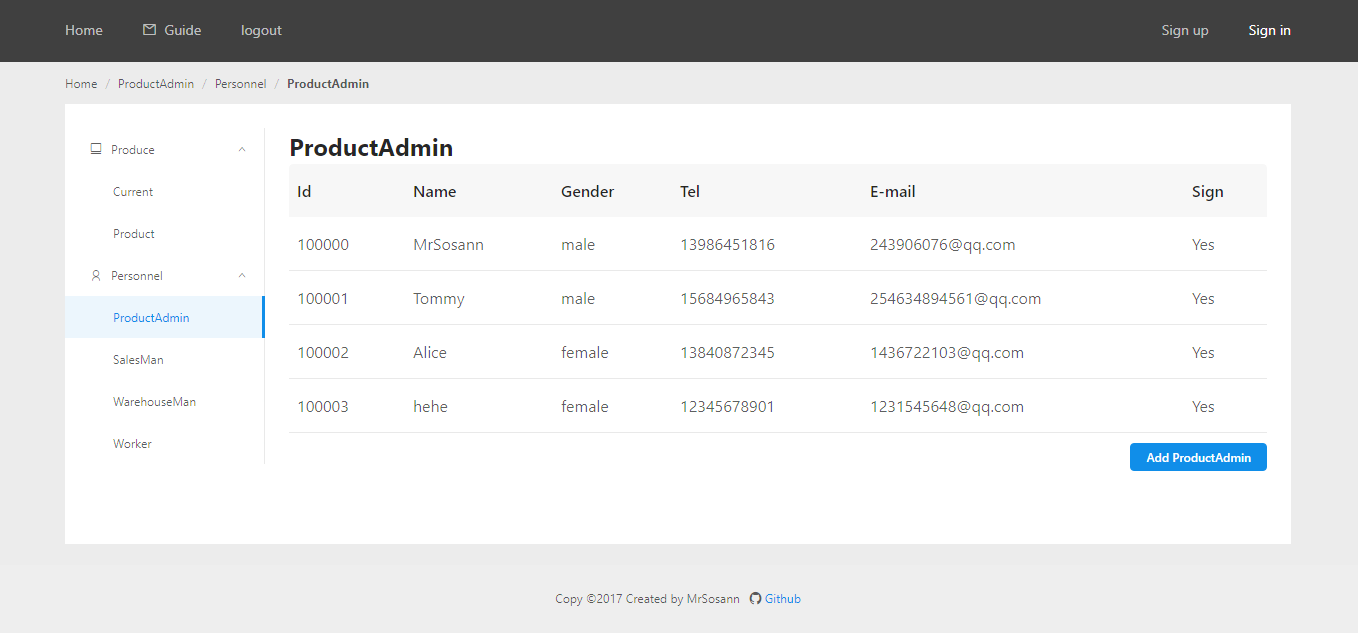 Home Guide logout Sign up Sign in
Home / ProductAdmin / Personnel / ProductAdmin
Produce
Current
Product
Personnel
ProductAdmin
SalesMan
WarehouseMan
Worker
ProductAdmin
Id Name Gender Tel E-mail Sign
100000 MrSosann male 13986451816 243906076@qq.com Yes
100001 Tommy male 15684965843 254634894561@qq.com Yes
100002 Alice female 13840872345 1436722103@qq.com Yes
100003 hehe female 12345678901 1231545648@qq.com Yes
Add ProductAdmin
Copy ©2017 Created by MrSosann Github